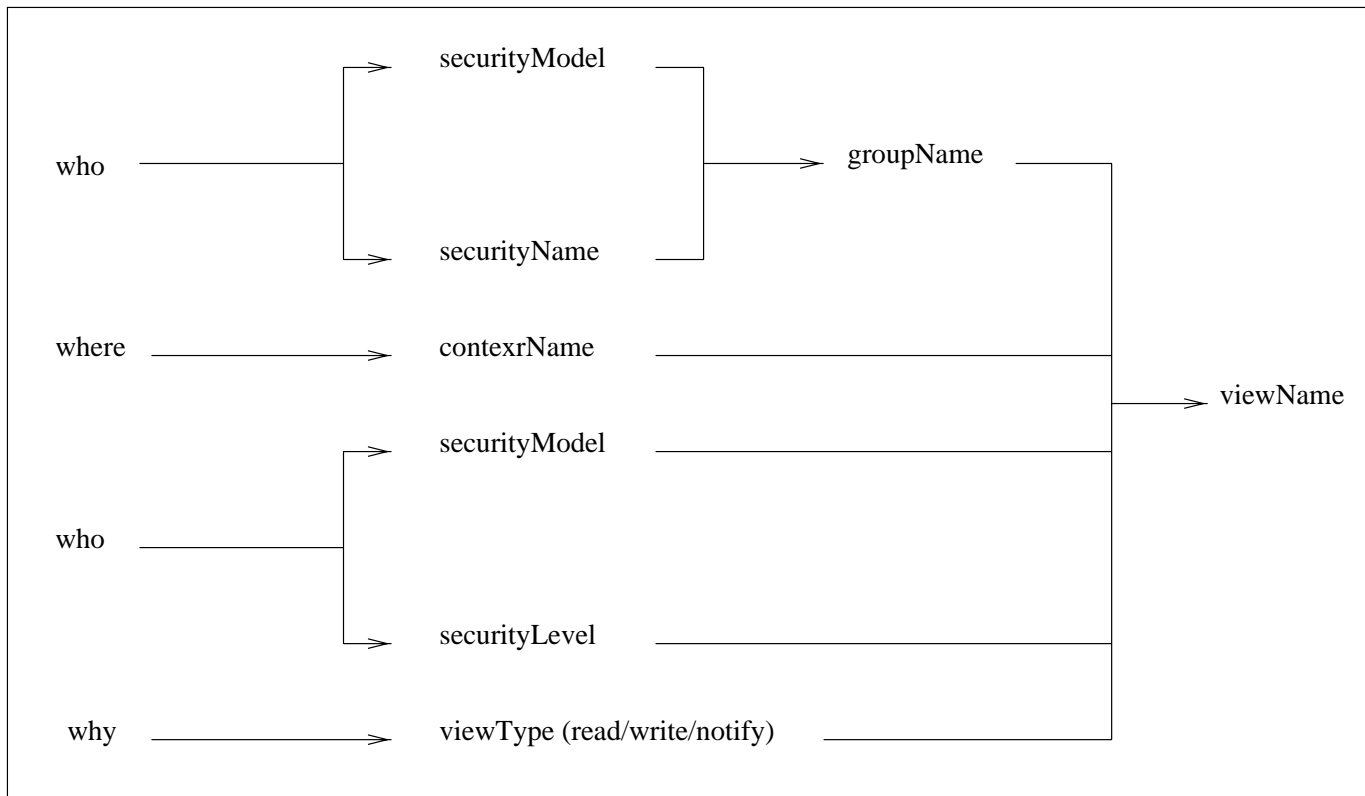 securityModel
who
groupName
securityName
where
contexrName
viewName
securityModel
who
securityLevel
why
viewType (read/write/notify)